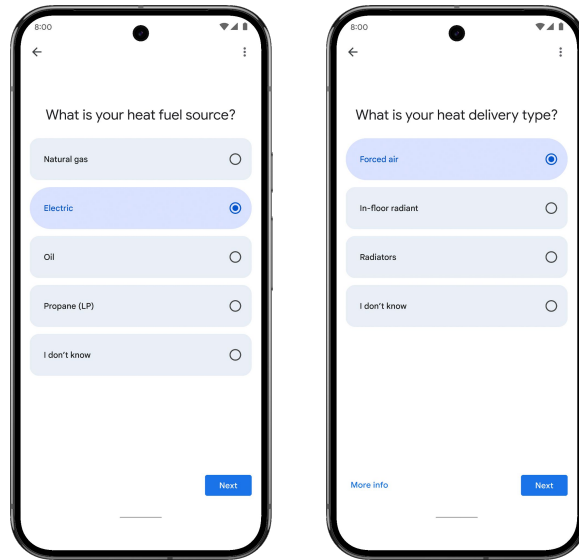 8:00
What is your heat fuel source?
Natural gas
Electric
Oil
Propane (LP)
I don't know
Next
8:00
What is your heat delivery type?
Forced air
In-floor radiant
Radiators
I don't know
More info
Next